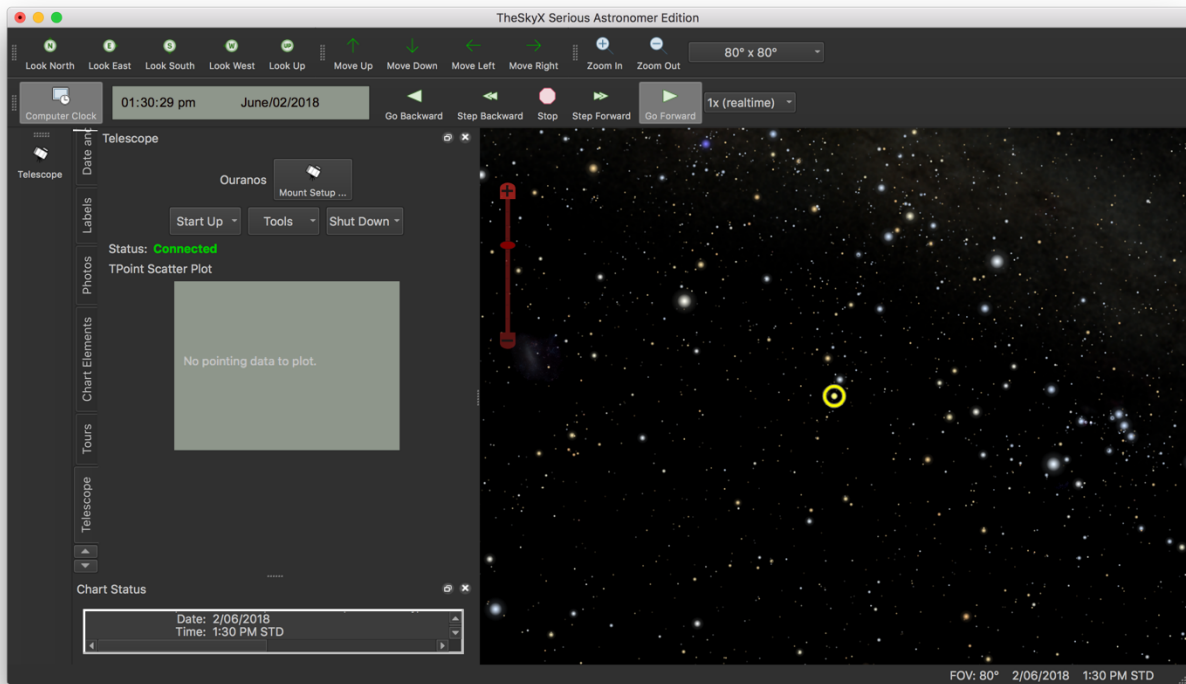 TheSkyX Serious Astronomer Edition
N E S W UP
Look North Look East Look South Look West Look Up Move Up Move Down Move Left Move Right Zoom In Zoom Out 80° x 80°
Computer Clock 01:30:29 pm June/02/2018 Go Backward Step Backward Stop Step Forward Go Forward 1x (realtime)
Telescope
Date and
Labels
Photos
Chart Elements
Tours
Telescope
Telescope
Ouranos Mount Setup ...
Start Up Tools Shut Down
Status: Connected
TPoint Scatter Plot
No pointing data to plot.
Chart Status
Date: 2/06/2018
Time: 1:30 PM STD
FOV: 80° 2/06/2018 1:30 PM STD